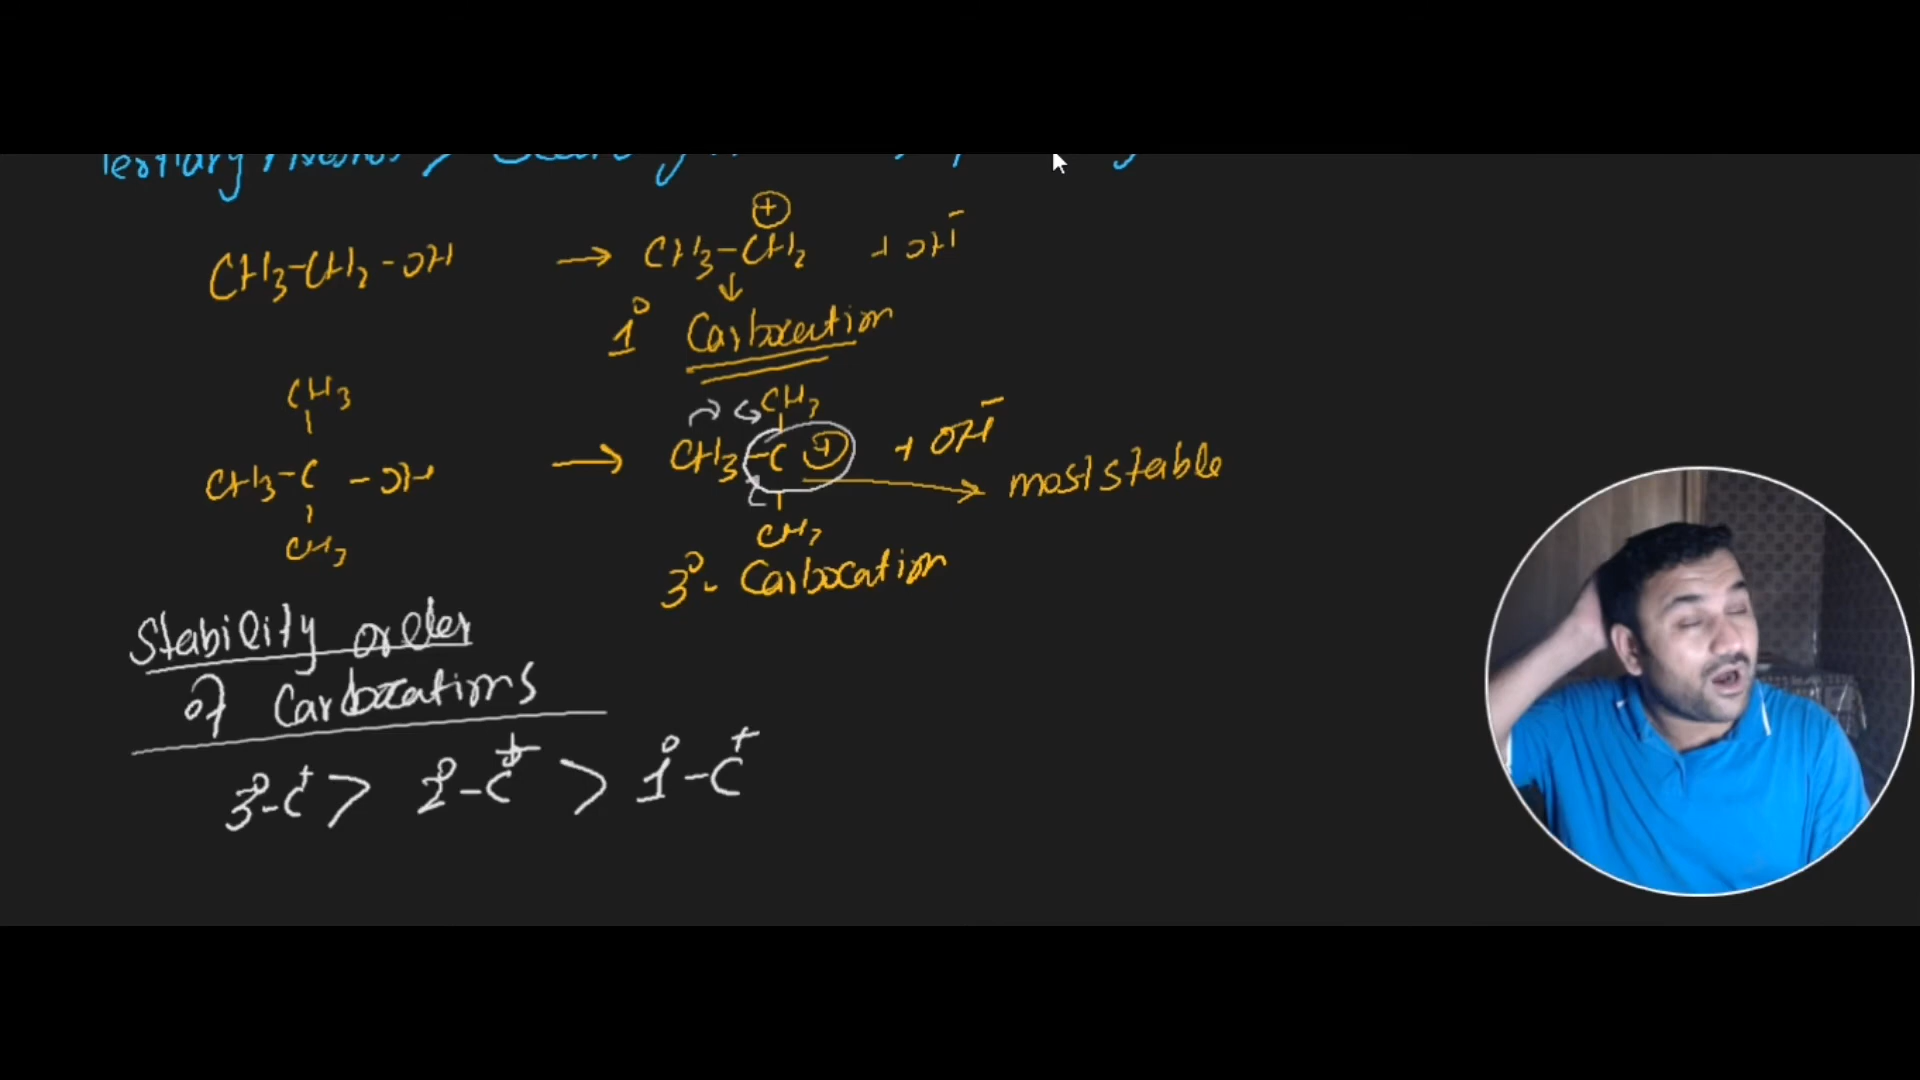 Tertiary
CH3-CH2-OH → CH3-CH2 + OH-
+
1° Carbocation
CH3
CH3-C-OH → CH3-C + + OH- → most stable
CH3
CH3
CH3
3°- Carbocation
Stability order
of Carbocations
3°-C+ > 2°-C+ > 1°-C+